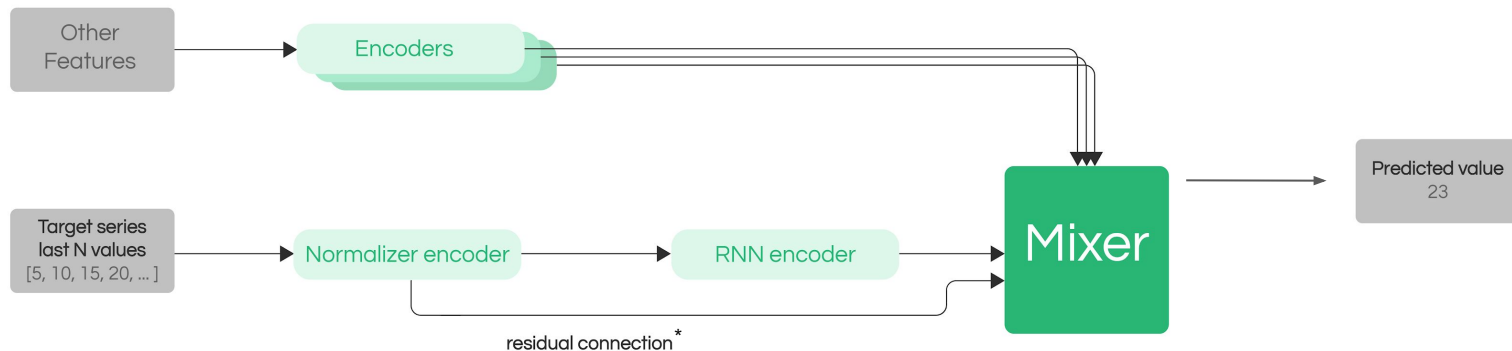 Other
Features
Encoders
Target series
last N values
[5, 10, 15, 20, ... ]
Normalizer encoder
RNN encoder
Mixer
Predicted value
23
residual connection*